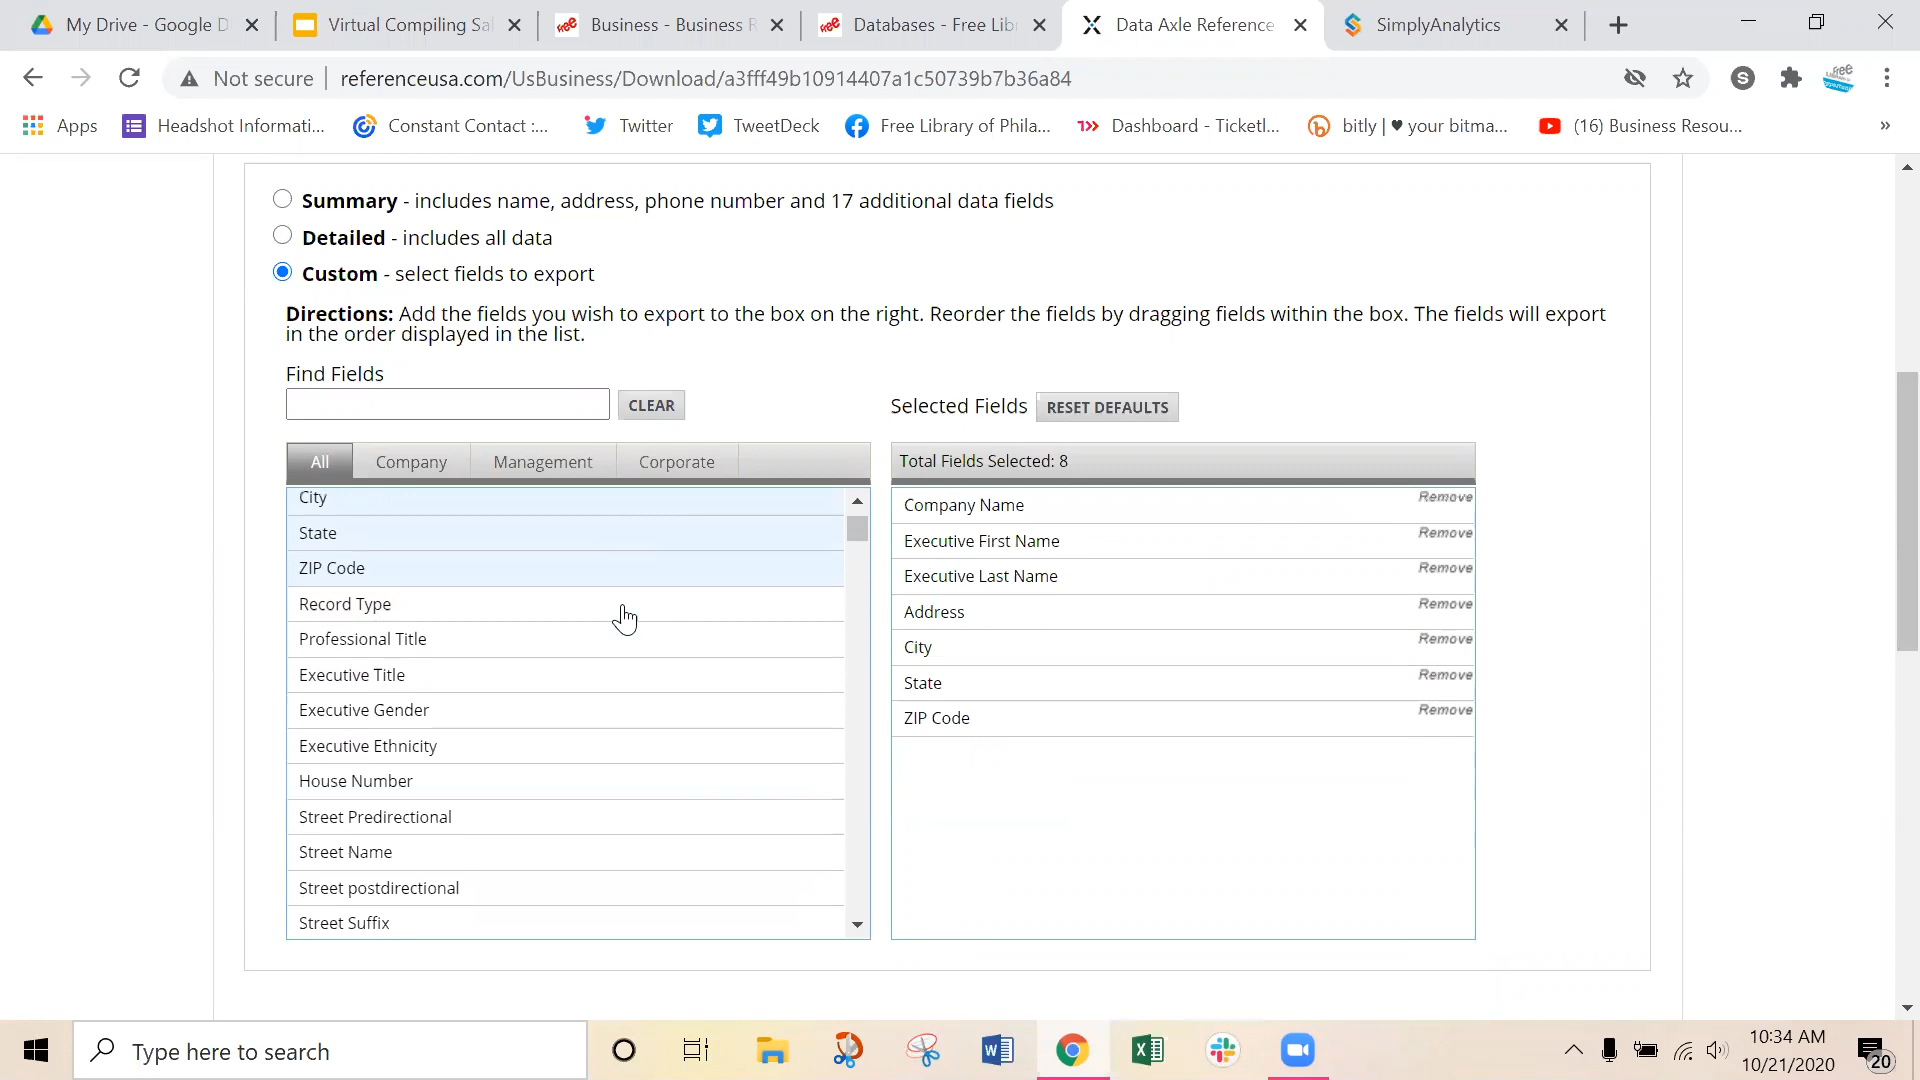 My Drive - Google D
Virtual Compiling Sal
Business - Business R
Databases - Free Libr
Data Axle Reference
SimplyAnalytics
Not secure
referenceusa.com/UsBusiness/Download/a3fff49b10914407a1c50739b7b36a84
S
Apps
Headshot Informati...
Constant Contact :...
Twitter
TweetDeck
Free Library of Phila...
Dashboard - Ticketl...
bitly | ♥ your bitma...
(16) Business Resou...
»
Summary - includes name, address, phone number and 17 additional data fields
Detailed - includes all data
Custom - select fields to export
Directions: Add the fields you wish to export to the box on the right. Reorder the fields by dragging fields within the box. The fields will export
in the order displayed in the list.
Find Fields
CLEAR
Selected Fields
RESET DEFAULTS
All
Company
Management
Corporate
Total Fields Selected: 8
City
State
ZIP Code
Record Type
Professional Title
Executive Title
Executive Gender
Executive Ethnicity
House Number
Street Predirectional
Street Name
Street postdirectional
Street Suffix
Company Name
Remove
Executive First Name
Remove
Executive Last Name
Remove
Address
Remove
City
Remove
State
Remove
ZIP Code
Remove
Type here to search
10:34 AM
10/21/2020
20